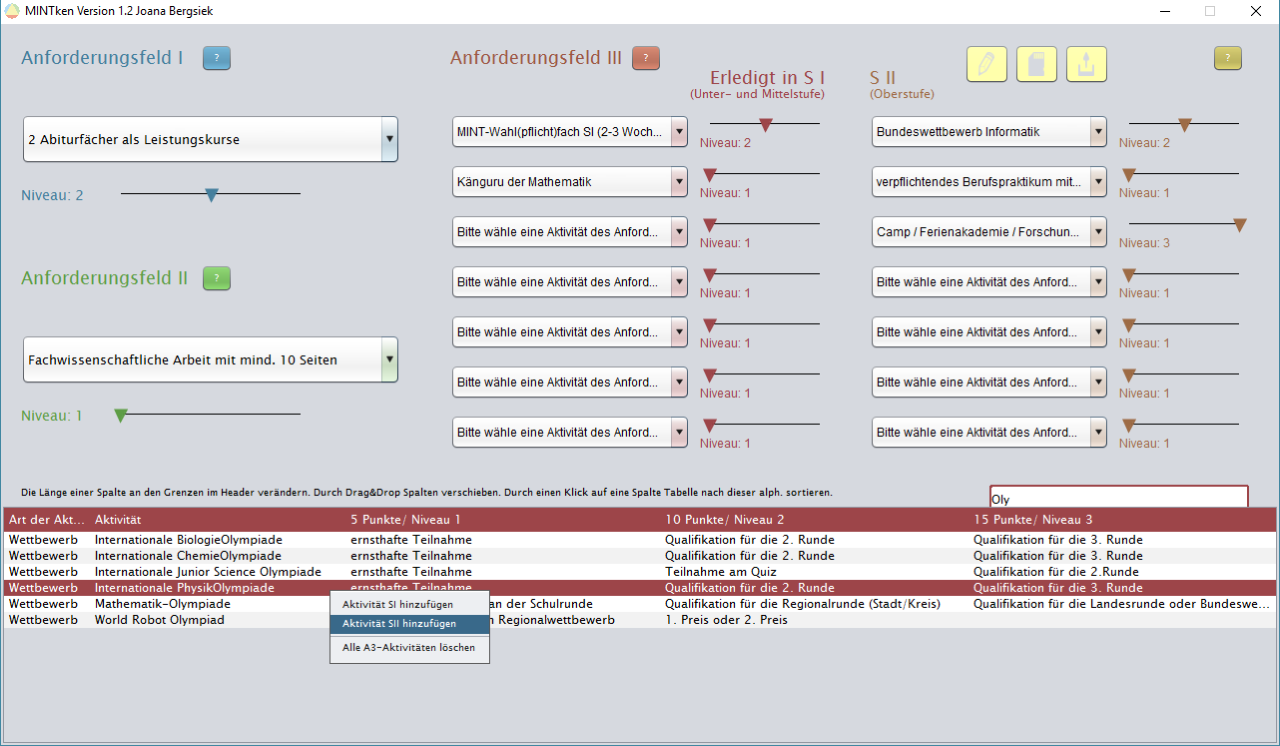 MINTken Version 1.2 Joana Bergsiek
Anforderungsfeld I ?
2 Abiturfächer als Leistungskurse
Niveau: 2
Anforderungsfeld II ?
Fachwissenschaftliche Arbeit mit mind. 10 Seiten
Niveau: 1
Anforderungsfeld III ?
Erledigt in S I
(Unter- und Mittelstufe)
MINT-Wahl(pflicht)fach SI (2-3 Woch...
Niveau: 2
Känguru der Mathematik
Niveau: 1
Bitte wähle eine Aktivität des Anford...
Niveau: 1
Bitte wähle eine Aktivität des Anford...
Niveau: 1
Bitte wähle eine Aktivität des Anford...
Niveau: 1
Bitte wähle eine Aktivität des Anford...
Niveau: 1
Bitte wähle eine Aktivität des Anford...
Niveau: 1
S II
(Oberstufe)
?
Bundeswettbewerb Informatik
Niveau: 2
verpflichtendes Berufspraktikum mit...
Niveau: 1
Camp / Ferienakademie / Forschun...
Niveau: 3
Bitte wähle eine Aktivität des Anford...
Niveau: 1
Bitte wähle eine Aktivität des Anford...
Niveau: 1
Bitte wähle eine Aktivität des Anford...
Niveau: 1
Bitte wähle eine Aktivität des Anford...
Niveau: 1
Die Länge einer Spalte an den Grenzen im Header verändern. Durch Drag&Drop Spalten verschieben. Durch einen Klick auf eine Spalte Tabelle nach dieser alph. sortieren.
Oly
Art der Akt... Aktivität 5 Punkte/ Niveau 1 10 Punkte/ Niveau 2 15 Punkte/ Niveau 3
Wettbewerb Internationale BiologieOlympiade ernsthafte Teilnahme Qualifikation für die 2. Runde Qualifikation für die 3. Runde
Wettbewerb Internationale ChemieOlympiade ernsthafte Teilnahme Qualifikation für die 2. Runde Qualifikation für die 3. Runde
Wettbewerb Internationale Junior Science Olympiade ernsthafte Teilnahme Teilnahme am Quiz Qualifikation für die 2.Runde
Wettbewerb Internationale PhysikOlympiade ernsthafte Teilnahme Qualifikation für die 2. Runde Qualifikation für die 3. Runde
Wettbewerb Mathematik-Olympiade an der Schulrunde Qualifikation für die Regionalrunde (Stadt/Kreis) Qualifikation für die Landesrunde oder Bundeswe...
Wettbewerb World Robot Olympiad Regionalwettbewerb 1. Preis oder 2. Preis
Aktivität SI hinzufügen
Aktivität SII hinzufügen
Alle A3-Aktivitäten löschen